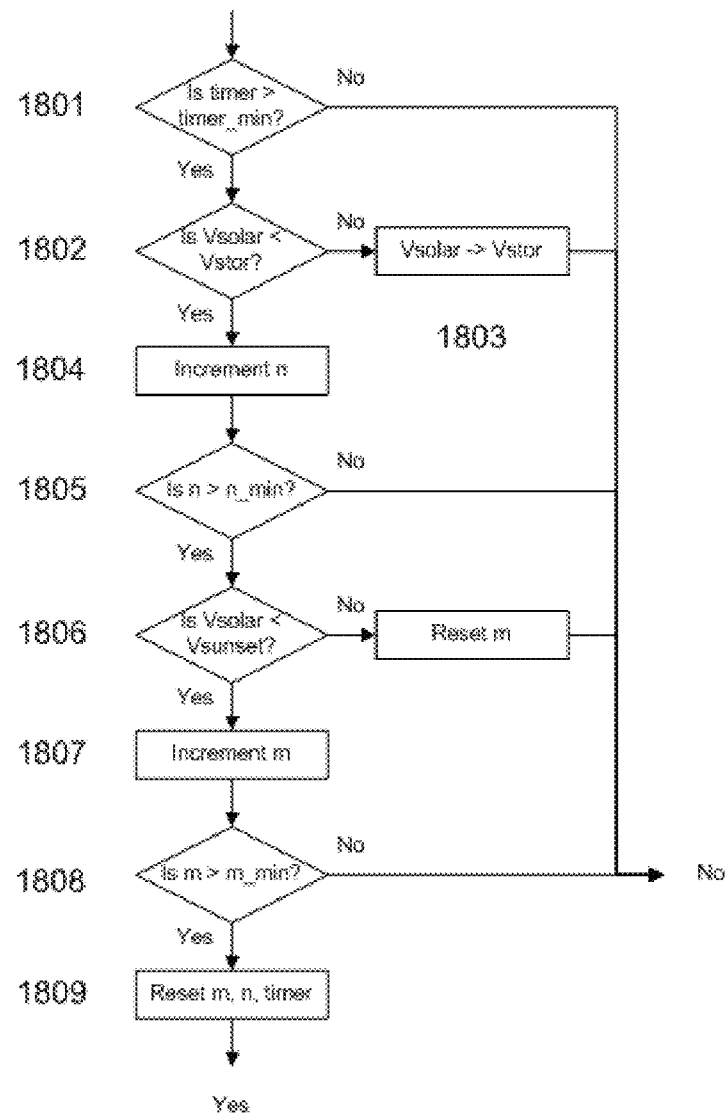 1801
Is timer >
timer_min?
No
Yes
1802
Is Vsolar <
Vstor?
No
Vsolar -> Vstor
Yes
1803
1804
Increment n
1805
Is n > n_min?
No
Yes
1806
Is Vsolar <
Vsunset?
No
Reset m
Yes
1807
Increment m
1808
Is m > m_min?
No
No
Yes
1809
Reset m, n, timer
Yes